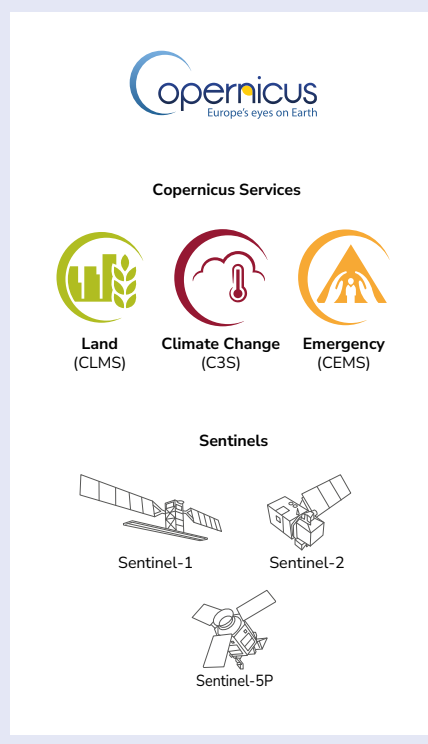 Copernicus
Europe's eyes on Earth
Copernicus Services
Land
(CLMS)
Climate Change
(C3S)
Emergency
(CEMS)
Sentinels
Sentinel-1
Sentinel-2
Sentinel-5P